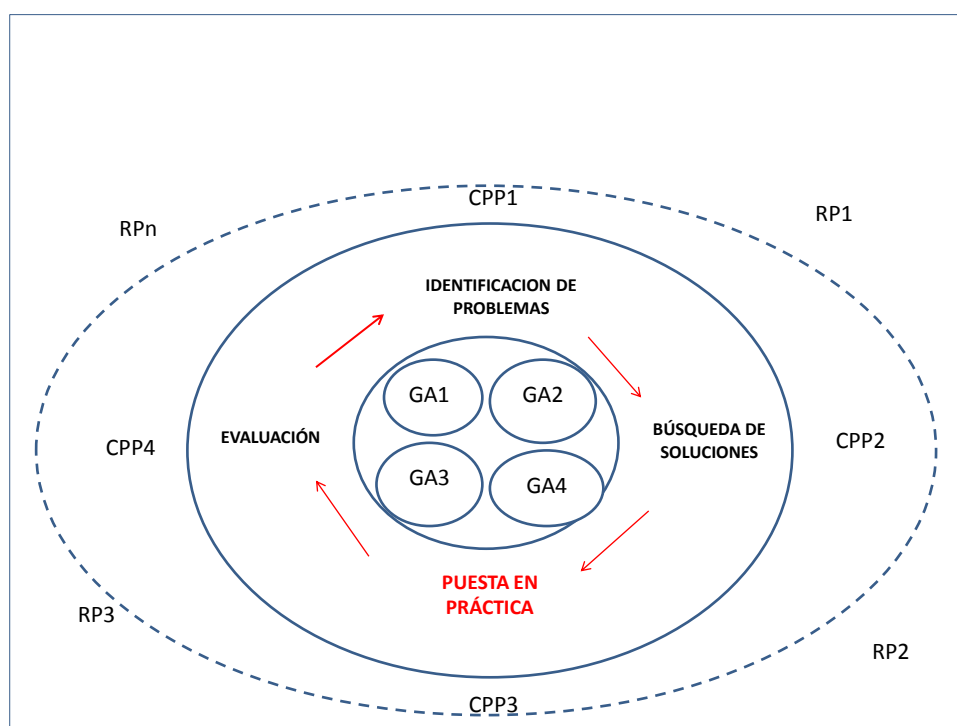 CPP1
RPn
RP1
IDENTIFICACION DE
PROBLEMAS
GA1
GA2
EVALUACIÓN
BÚSQUEDA DE
SOLUCIONES
CPP4
CPP2
GA3
GA4
PUESTA EN
PRÁCTICA
RP3
RP2
CPP3